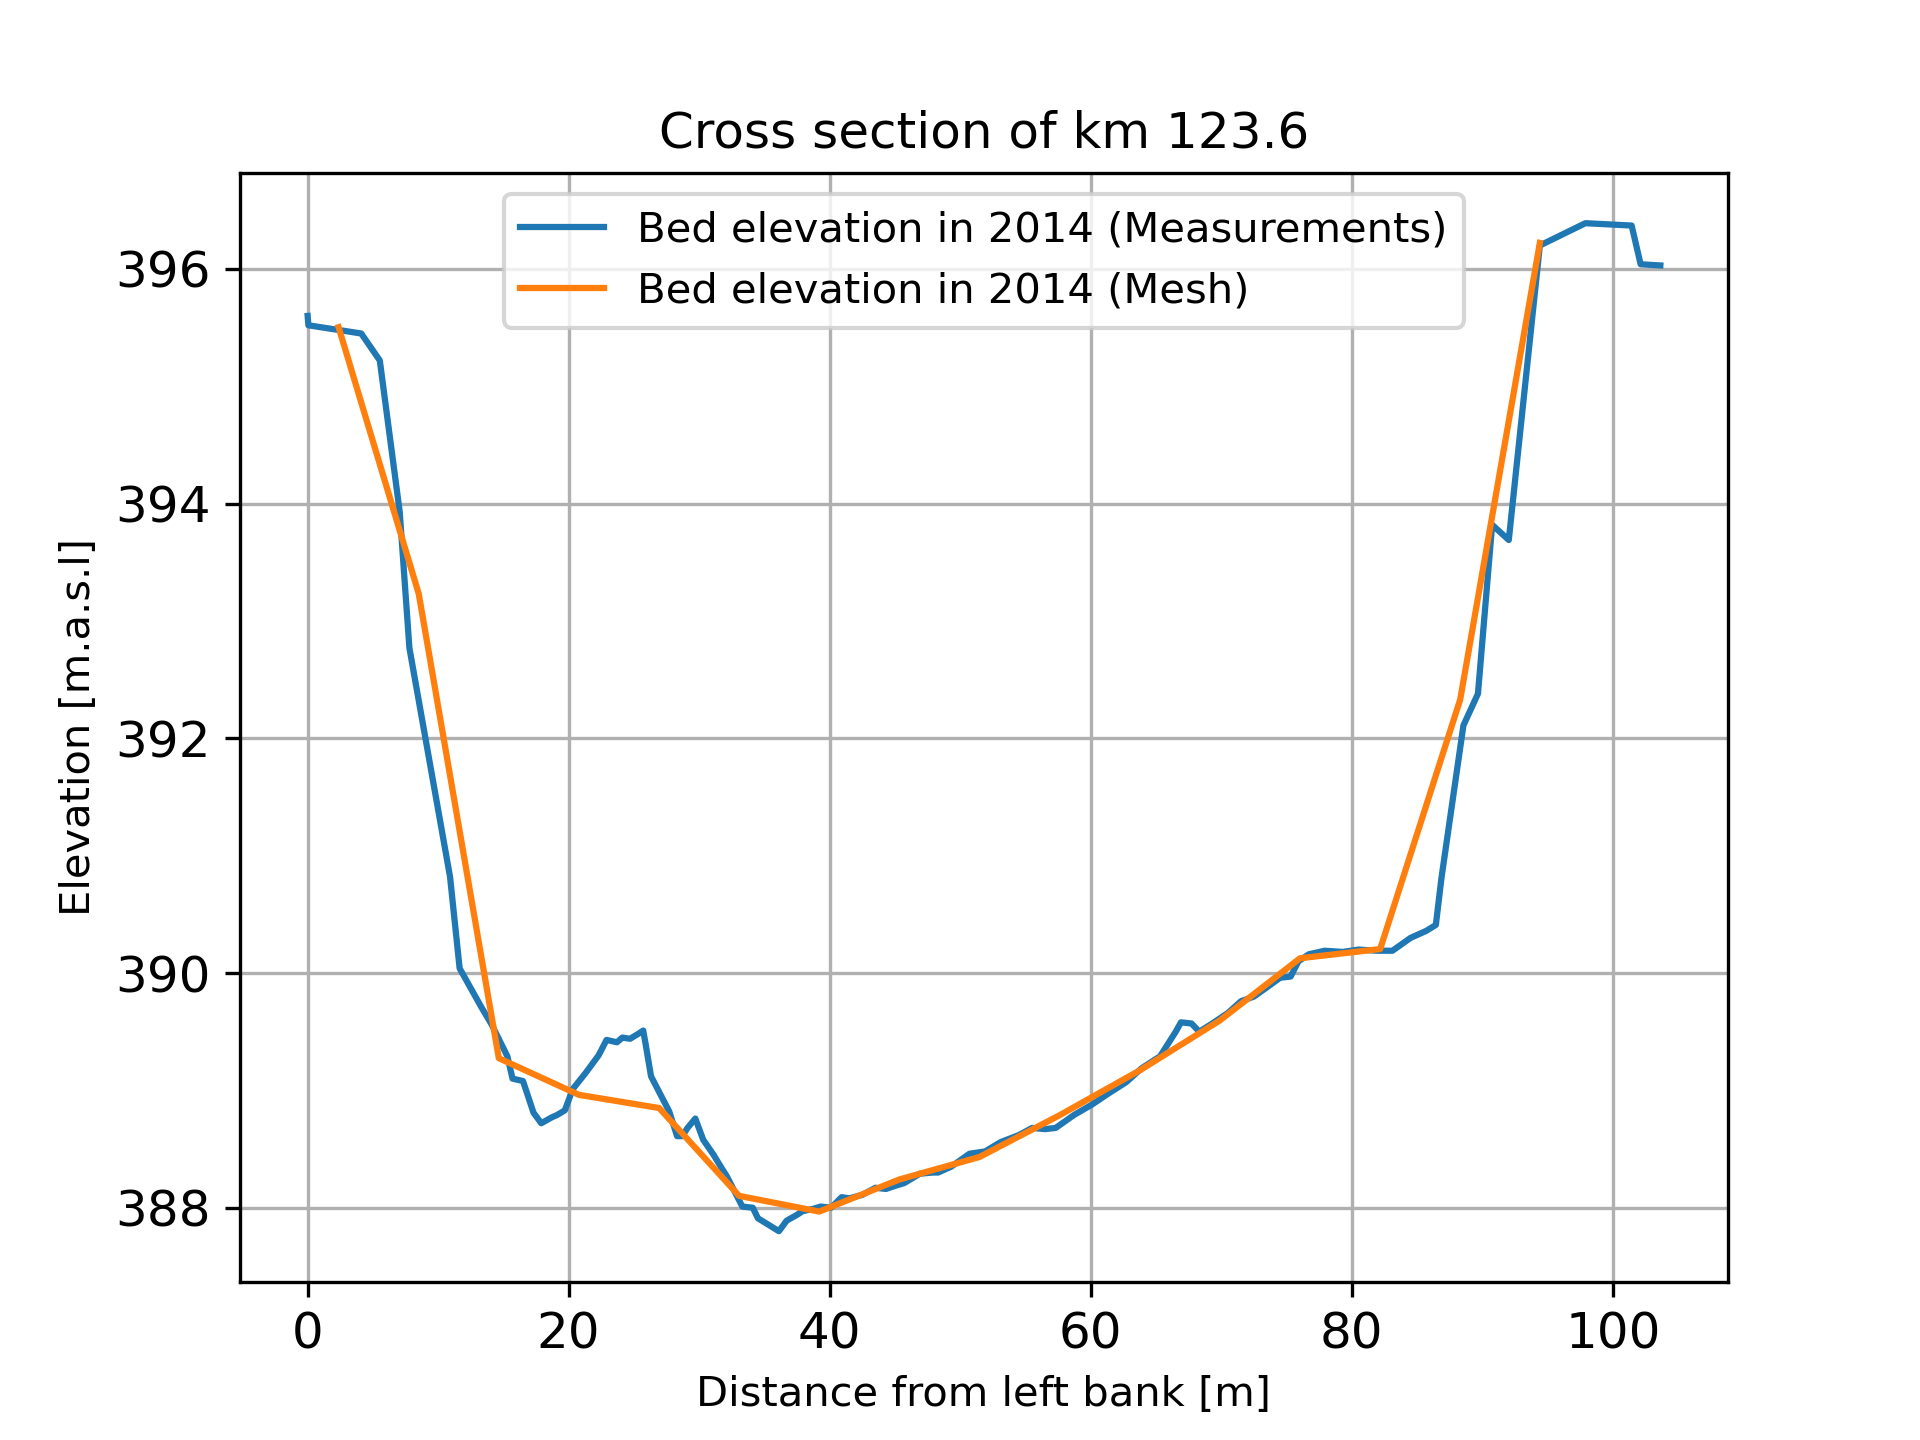 Cross section of km 123.6
Bed elevation in 2014 (Measurements)
Bed elevation in 2014 (Mesh)
396
394
392
390
388
Elevation [m.a.s.l]
0 20 40 60 80 100
Distance from left bank [m]